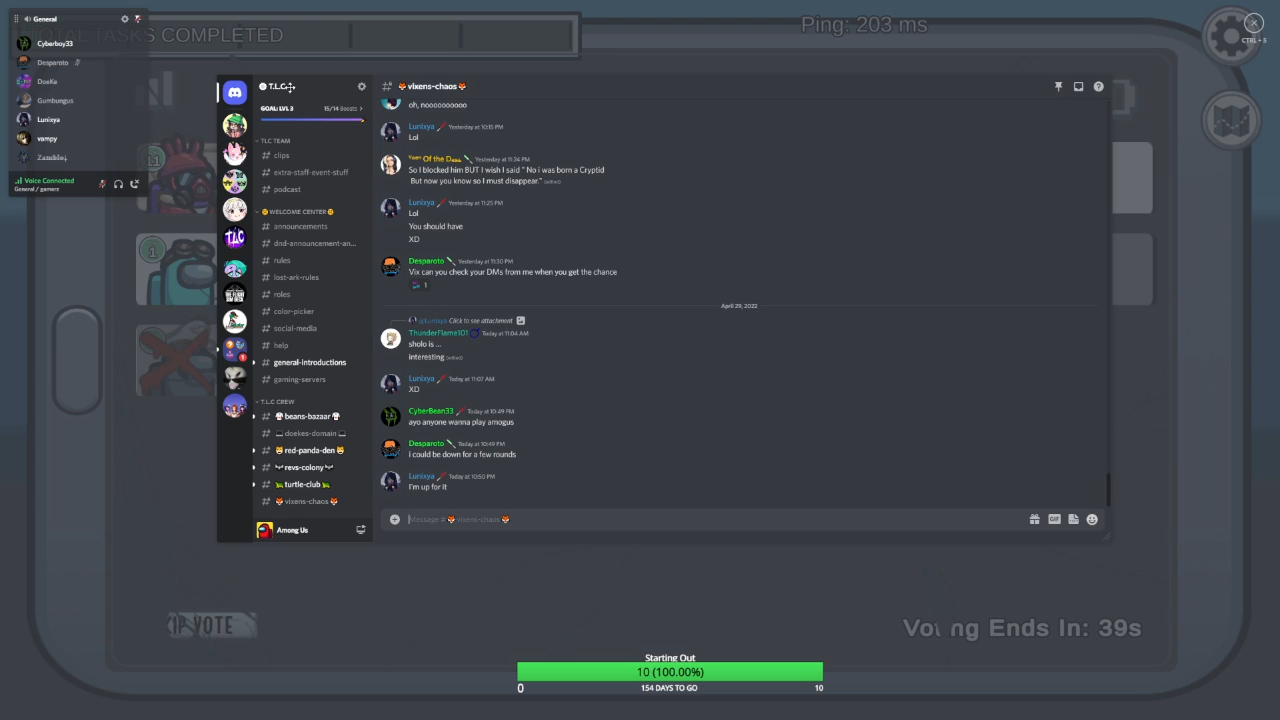 General
TOTAL TASKS COMPLETED
Ping: 203 ms
CTRL + S
Cyberboy33
Desparoto
DoeKa
Gumbungus
Lunixya
vampy
Zambie
Voice Connected
General / gamers
T.L.C
GOAL: LVL 3 15/14 Boosts
TLC TEAM
clips
extra-staff-event-stuff
podcast
WELCOME CENTER
announcements
dnd-announcement-an...
rules
lost-ark-rules
roles
color-picker
social-media
help
general-introductions
gaming-servers
T.L.C CREW
beans-bazaar
doekes-domain
red-panda-den
revs-colony
turtle-club
vixens-chaos
Among Us
# vixens-chaos
oh, noooooooooo
Lunixya Yesterday at 10:15 PM
Lol
Of the Yesterday at 11:24 PM
So I blocked him BUT I wish I said " No i was born a Cryptid
But now you know so I must disappear." (edited)
Lunixya Yesterday at 11:25 PM
Lol
You should have
XD
Desparoto Yesterday at 11:30 PM
Vix can you check your DMs from me when you get the chance
1
April 29, 2022
@Lunixya Click to see attachment
ThunderFlame101 Today at 11:04 AM
sholo is ...
interesting (edited)
Lunixya Today at 11:07 AM
XD
CyberBean33 Today at 10:49 PM
ayo anyone wanna play amogus
Desparoto Today at 10:49 PM
i could be down for a few rounds
Lunixya Today at 10:50 PM
I'm up for it
Message # vixens-chaos
GIF
TLC
11
1
VOTE
Voting Ends In: 39s
Starting Out
10 (100.00%)
0 154 DAYS TO GO 10